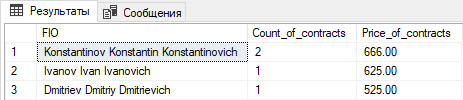 Результаты Сообщения
FIO Count_of_contracts Price_of_contracts
1 Konstantinov Konstantin Konstantinovich 2 666.00
2 Ivanov Ivan Ivanovich 1 625.00
3 Dmitriev Dmitriy Dmitrievich 1 525.00